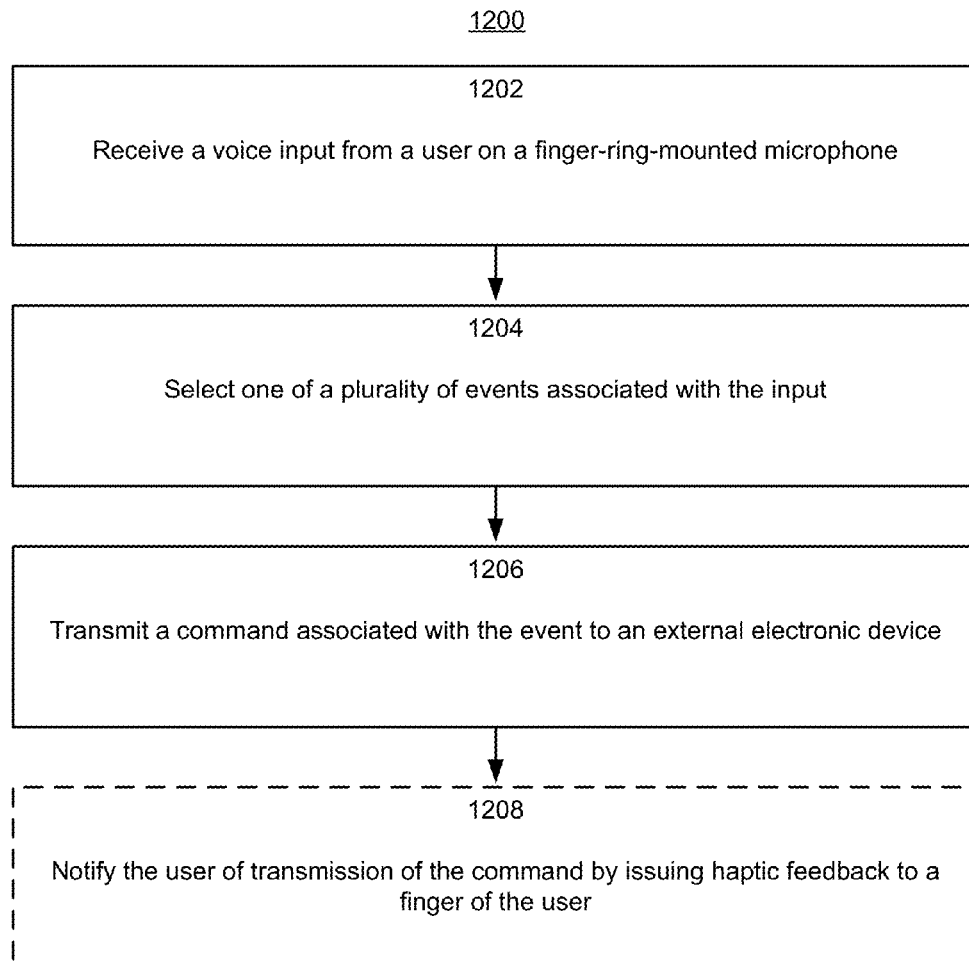 1200
1202
Receive a voice input from a user on a finger-ring-mounted microphone
1204
Select one of a plurality of events associated with the input
1206
Transmit a command associated with the event to an external electronic device
1208
Notify the user of transmission of the command by issuing haptic feedback to a
finger of the user